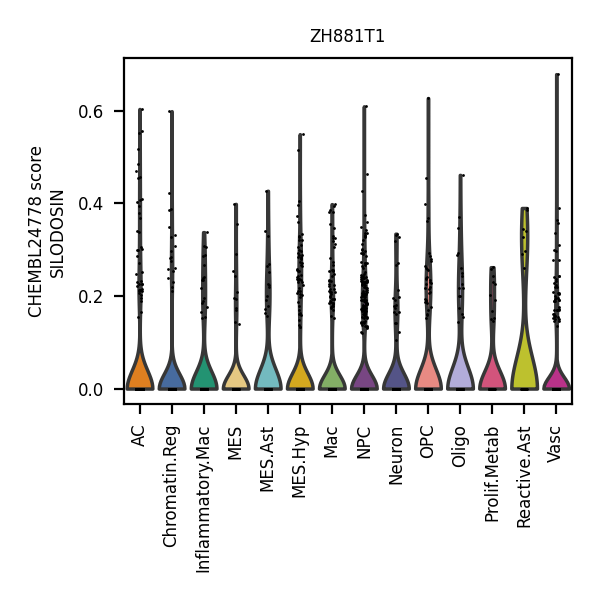 ZH881T1
CHEMBL24778 score
SILODOSIN
0.6
0.4
0.2
0.0
AC
Chromatin.Reg
Inflammatory.Mac
MES
MES.Ast
MES.Hyp
Mac
NPC
Neuron
OPC
Oligo
Prolif.Metab
Reactive.Ast
Vasc